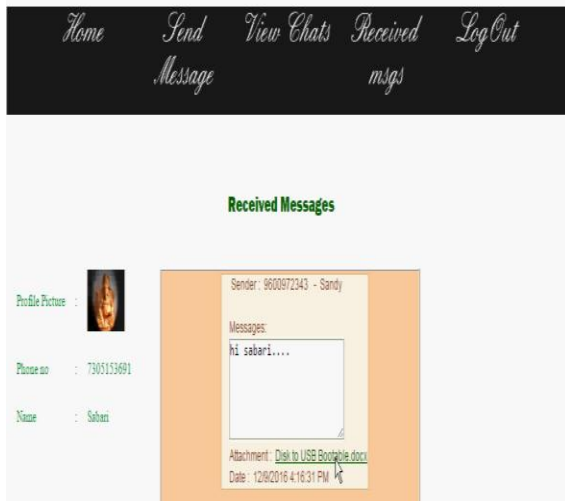 Home Send View Chats Received LogOut
Message msgs
Received Messages
Profile Picture :
Phone no : 7305153691
Name : Sabari
Sender : 9600972343 - Sandy
Messages:
hi sabari....
Attachment : Disk to USB Bootable.docx
Date : 12/9/2016 4:16:31 PM